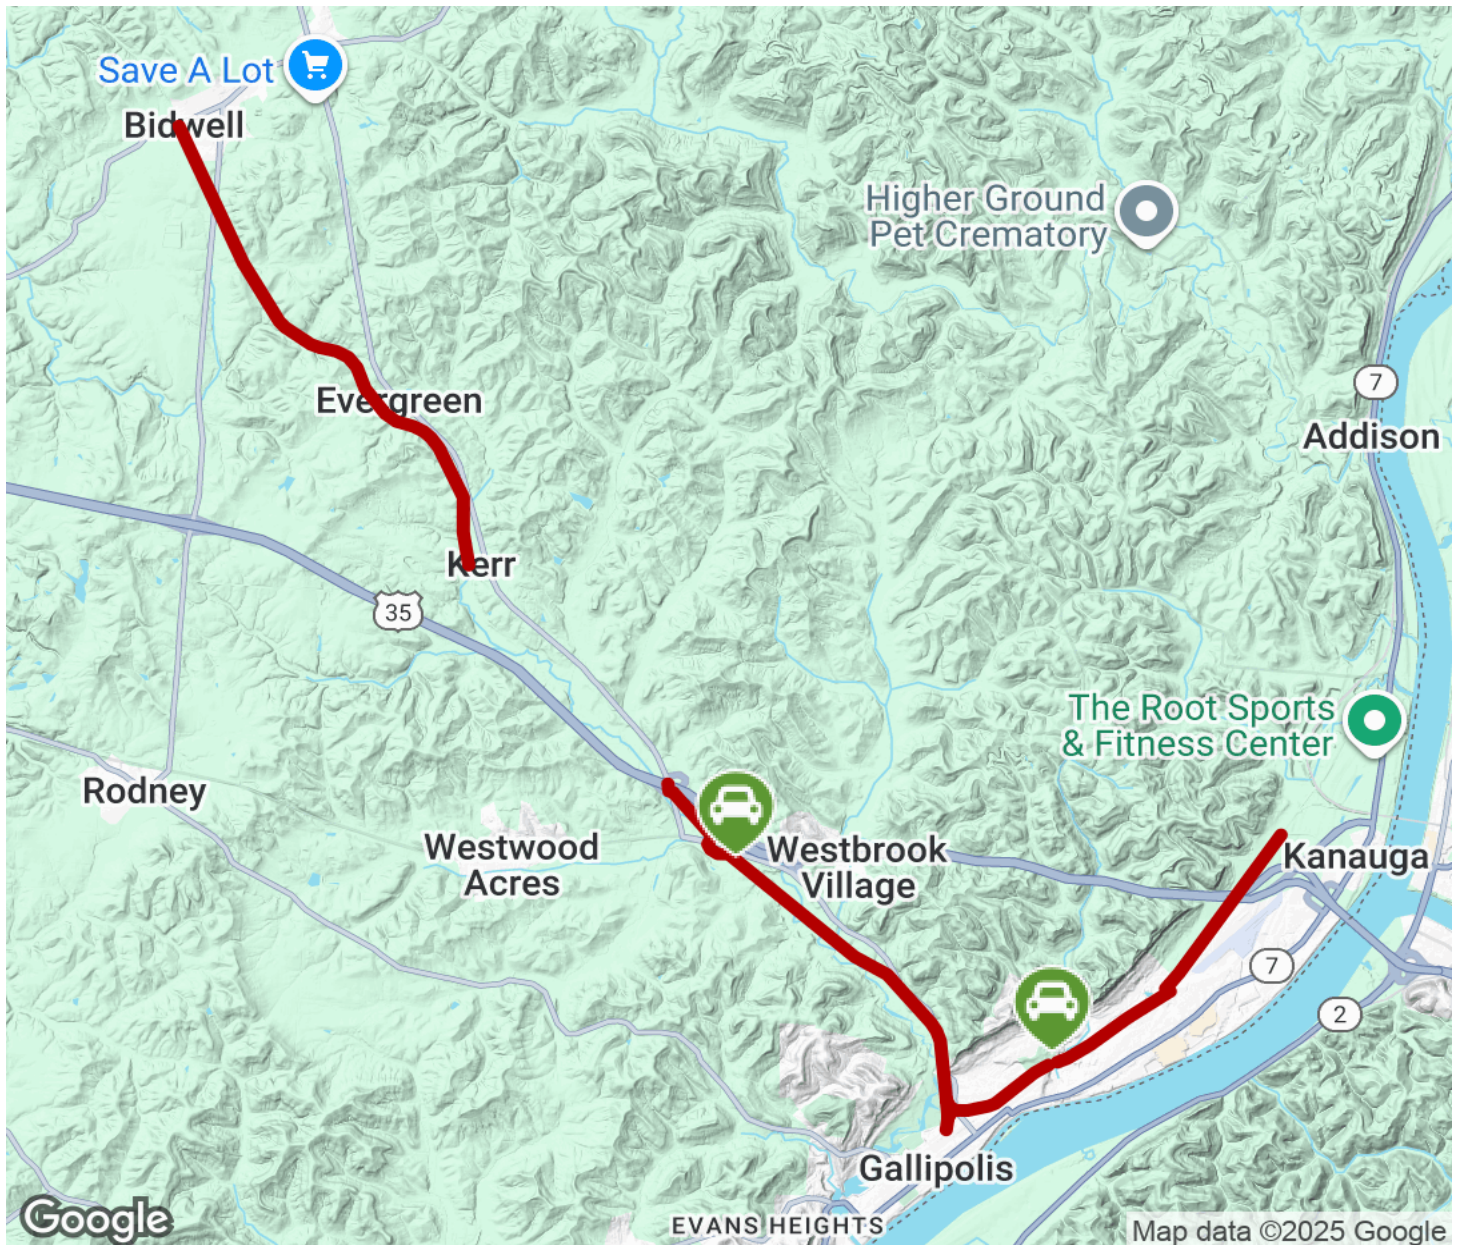 Save A Lot
Bidwell
Higher Ground
Pet Crematory
7
Evergreen
Addison
Kerr
35
The Root Sports
& Fitness Center
Rodney
Westwood
Acres
Westbrook
Village
Kanauga
7
2
Gallipolis
EVANS HEIGHTS
Google
Map data ©2025 Google